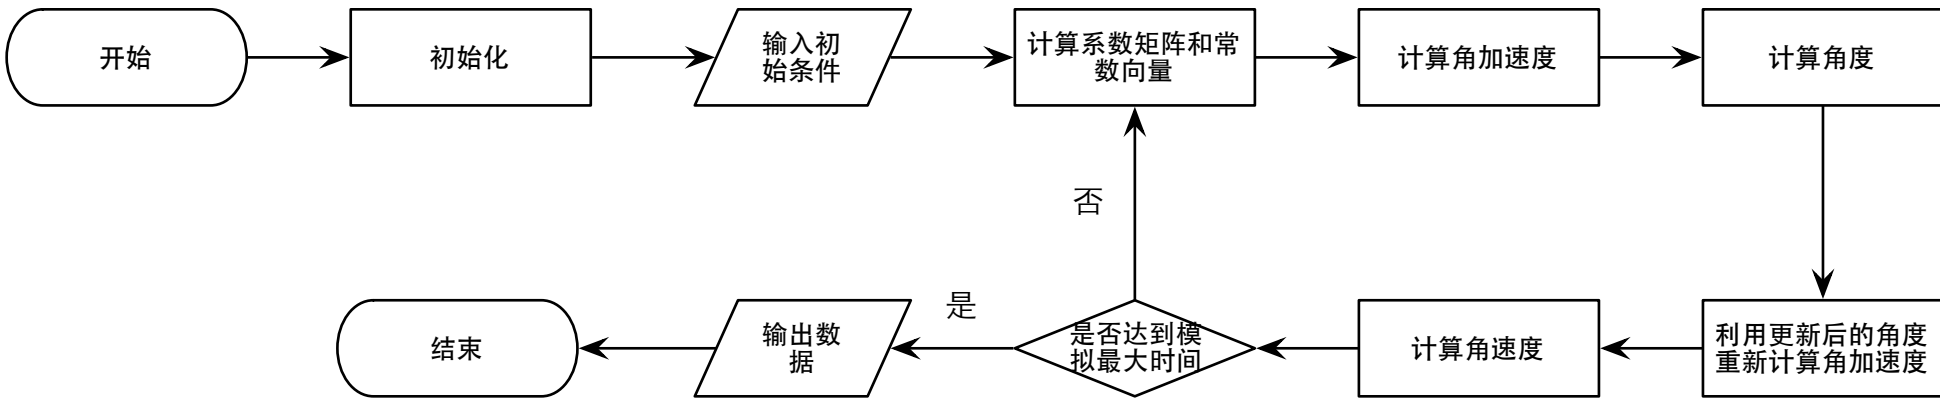 开始
初始化
输入初
始条件
计算系数矩阵和常
数向量
计算角加速度
计算角度
否
是
结束
输出数
据
是否达到模
拟最大时间
计算角速度
利用更新后的角度
重新计算角加速度